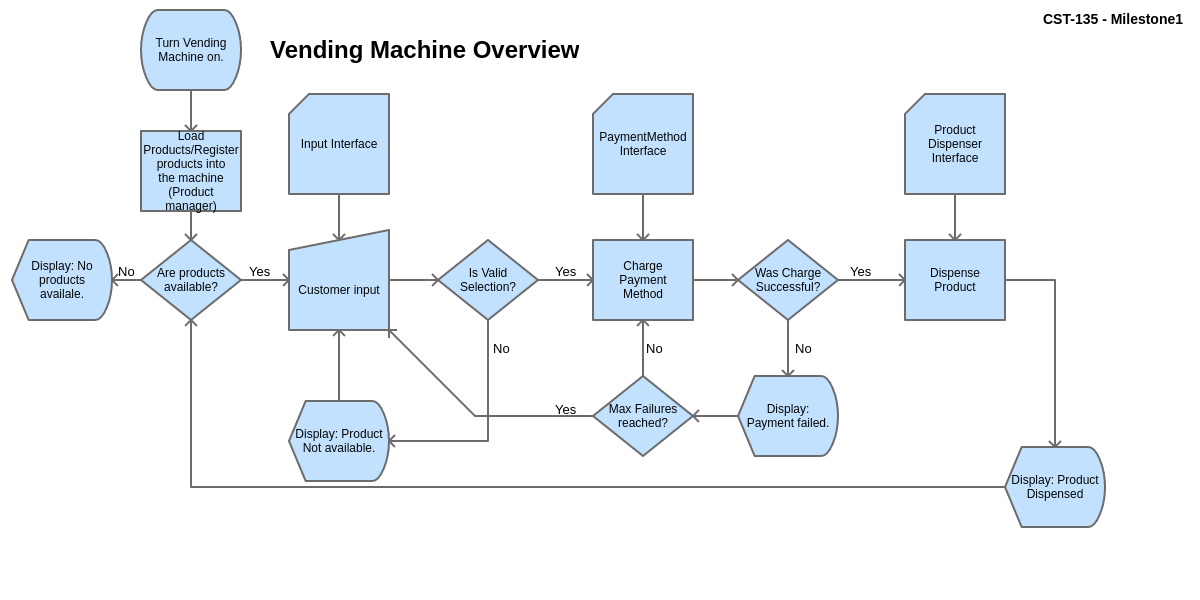 CST-135 - Milestone1
Vending Machine Overview
Turn Vending
Machine on.
Load
Products/Register
products into
the machine
(Product
manager)
Input Interface
PaymentMethod
Interface
Product
Dispenser
Interface
Display: No
products
availale.
No
Are products
available?
Yes
Customer input
Is Valid
Selection?
Yes
Charge
Payment
Method
Was Charge
Successful?
Yes
Dispense
Product
No
No
No
Display: Product
Not available.
Yes
Max Failures
reached?
Display:
Payment failed.
Display: Product
Dispensed